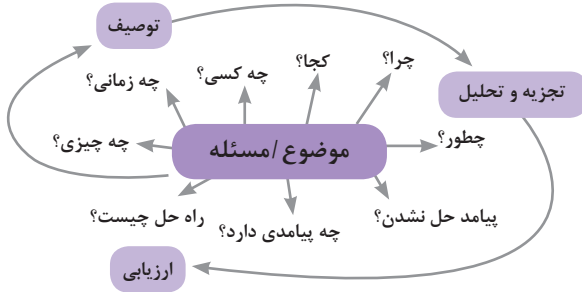 توصیف
چرا؟
کجا؟
چه کسی؟
چه زمانی؟
تجزیه و تحلیل
چطور؟
موضوع/مسئله
چه چیزی؟
پیامد حل نشدن؟
چه پیامدی دارد؟
راه حل چیست؟
ارزیابی